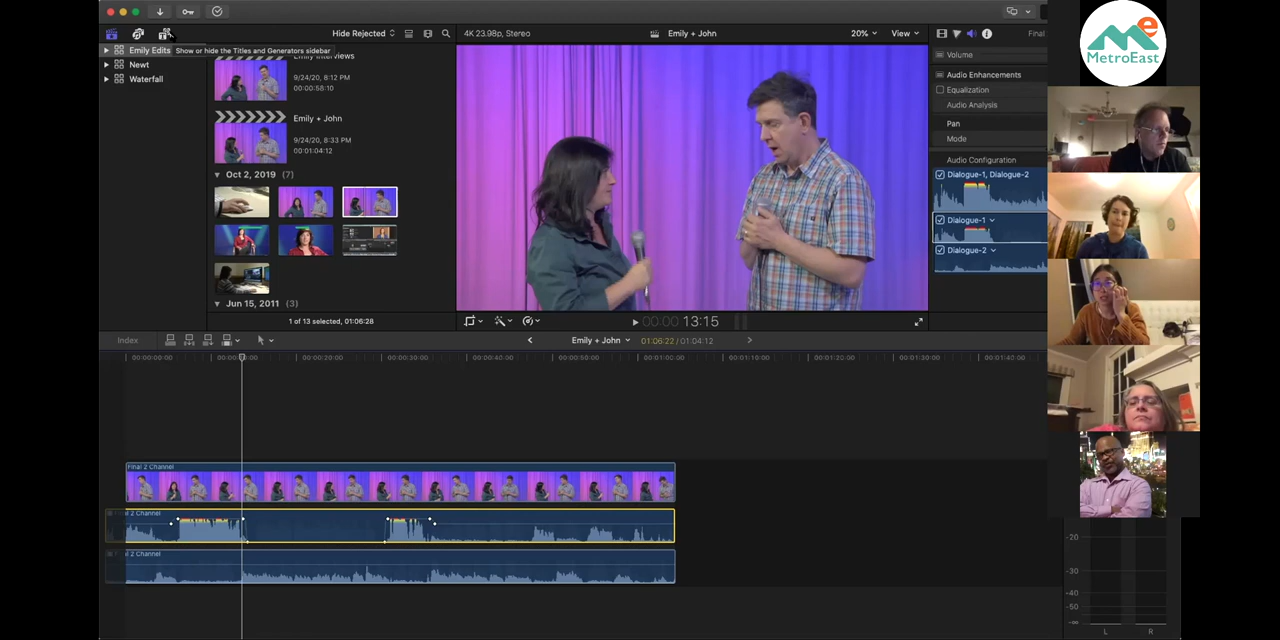 Hide Rejected
4K 23.98p, Stereo
Emily + John
20%
View
Final
MetroEast
Emily Edits
Show or hide the Titles and Generators sidebar
Newt
Waterfall
Emily Interviews
9/24/20, 8:12 PM
00:00:58:10
Emily + John
9/24/20, 8:33 PM
00:01:04:12
Oct 2, 2019 (7)
Jun 15, 2011 (3)
1 of 13 selected, 01:06:28
00:00:00 13:15
Volume
Audio Enhancements
Equalization
Audio Analysis
Pan
Mode
Audio Configuration
Dialogue-1, Dialogue-2
Dialogue-1
Dialogue-2
Index
Emily + John
01:06:22 / 01:04:12
00:00:00:00
00:00:20:00
00:00:30:00
00:00:40:00
00:00:50:00
00:01:00:00
00:01:10:00
00:01:20:00
00:01:30:00
00:01:40:00
Final 2 Channel
2 Channel
2 Channel
-20
-30
-40
-50
-∞
L
R